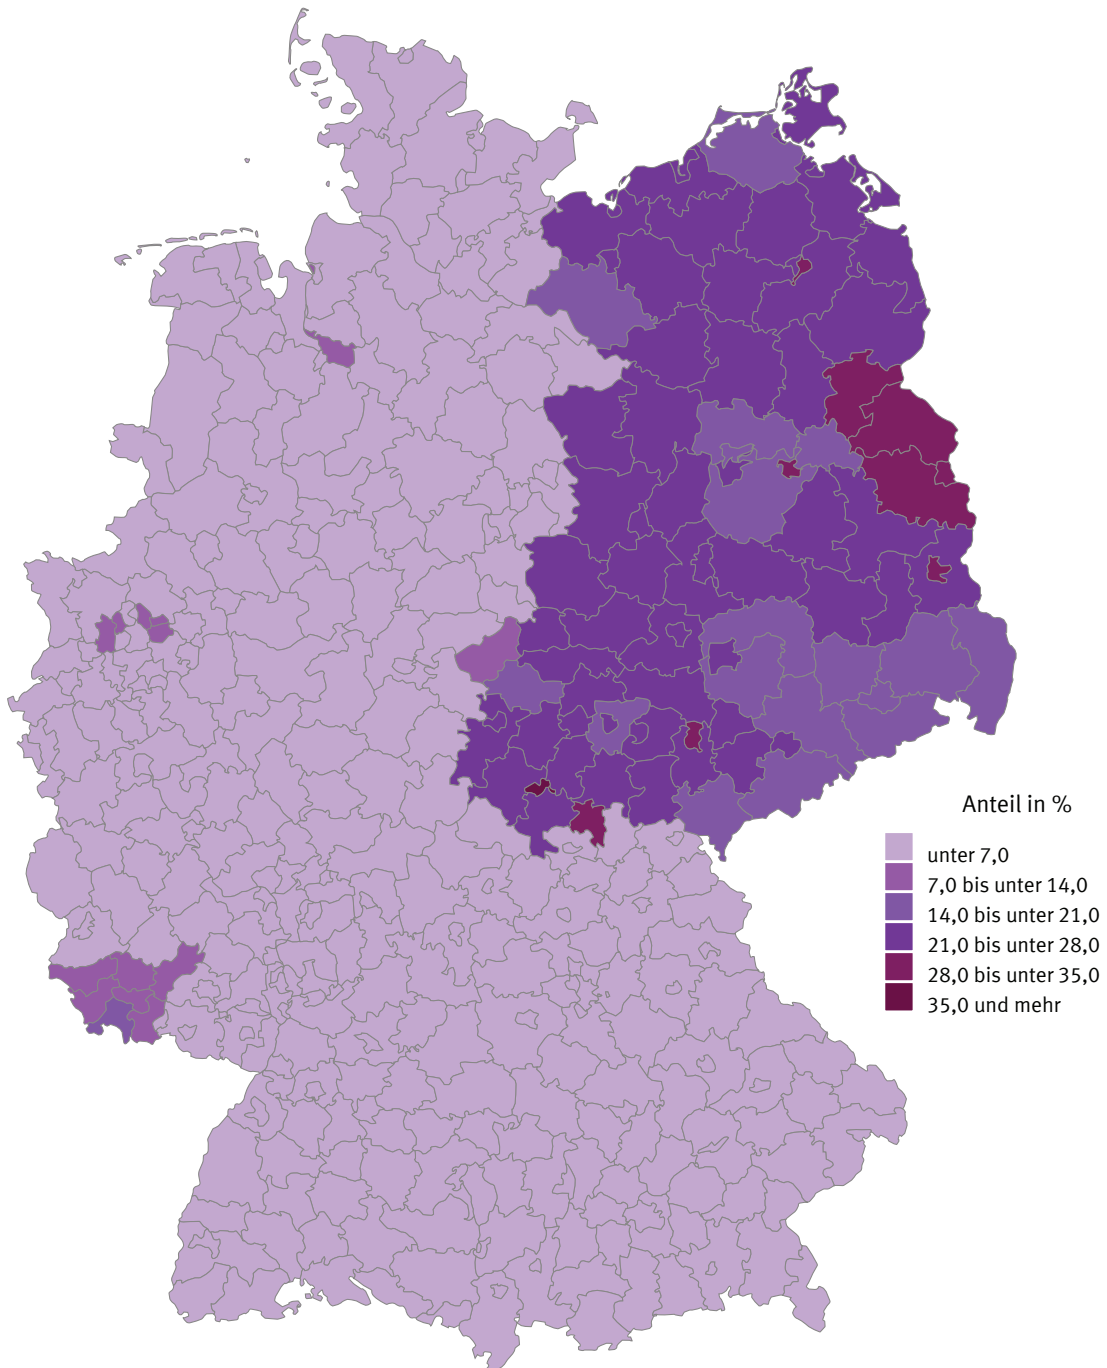 Anteil in %
unter 7,0
7,0 bis unter 14,0
14,0 bis unter 21,0
21,0 bis unter 28,0
28,0 bis unter 35,0
35,0 und mehr